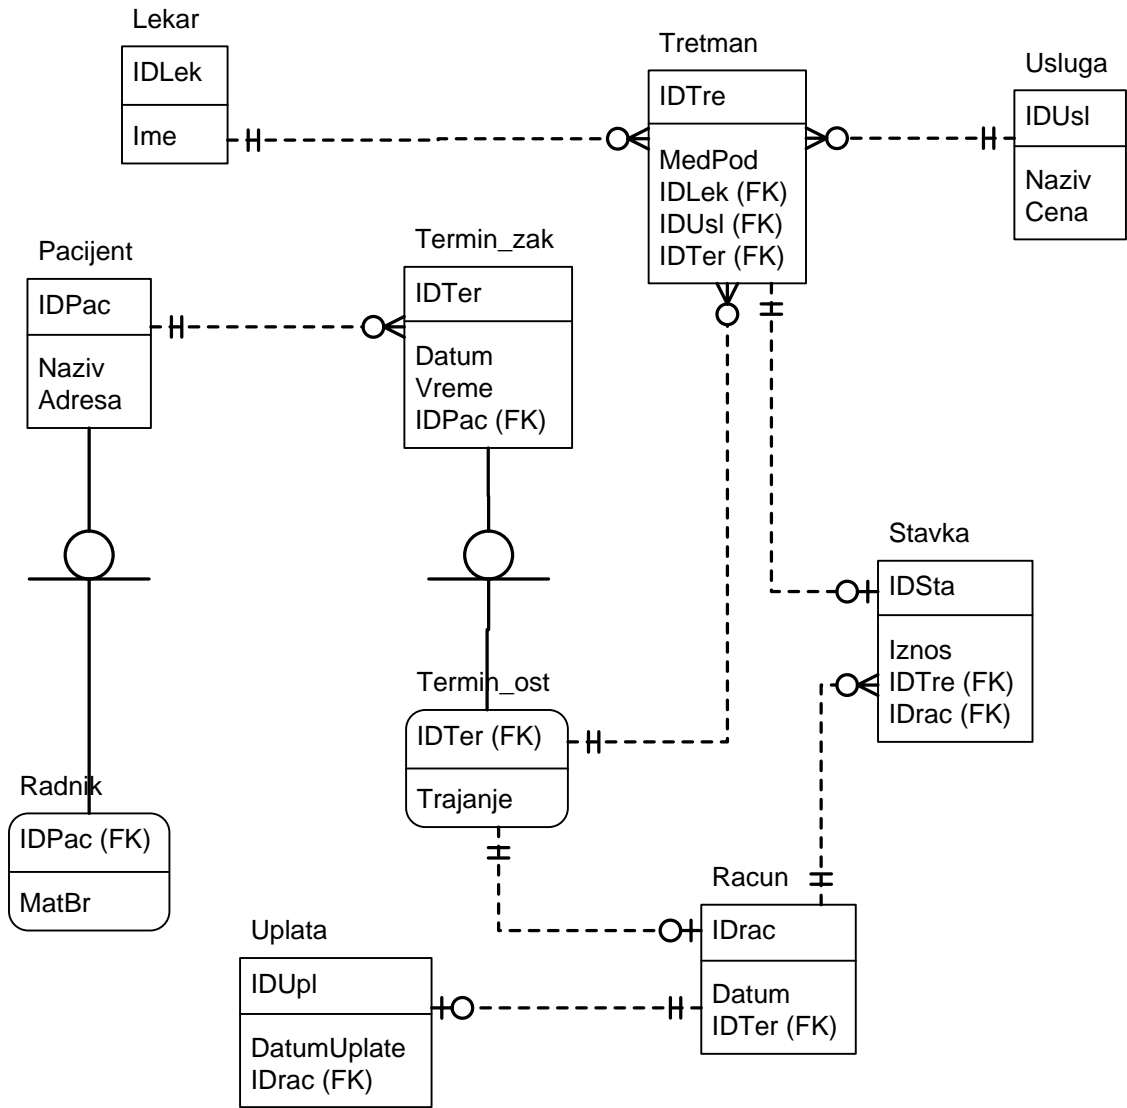 Lekar
IDLek
Ime
Tretman
IDTre
MedPod
IDLek (FK)
IDUsl (FK)
IDTer (FK)
Usluga
IDUsl
Naziv
Cena
Pacijent
IDPac
Naziv
Adresa
Termin_zak
IDTer
Datum
Vreme
IDPac (FK)
Stavka
IDSta
Iznos
IDTre (FK)
IDrac (FK)
Termin_ost
IDTer (FK)
Trajanje
Radnik
IDPac (FK)
MatBr
Racun
IDrac
Datum
IDTer (FK)
Uplata
IDUpl
DatumUplate
IDrac (FK)